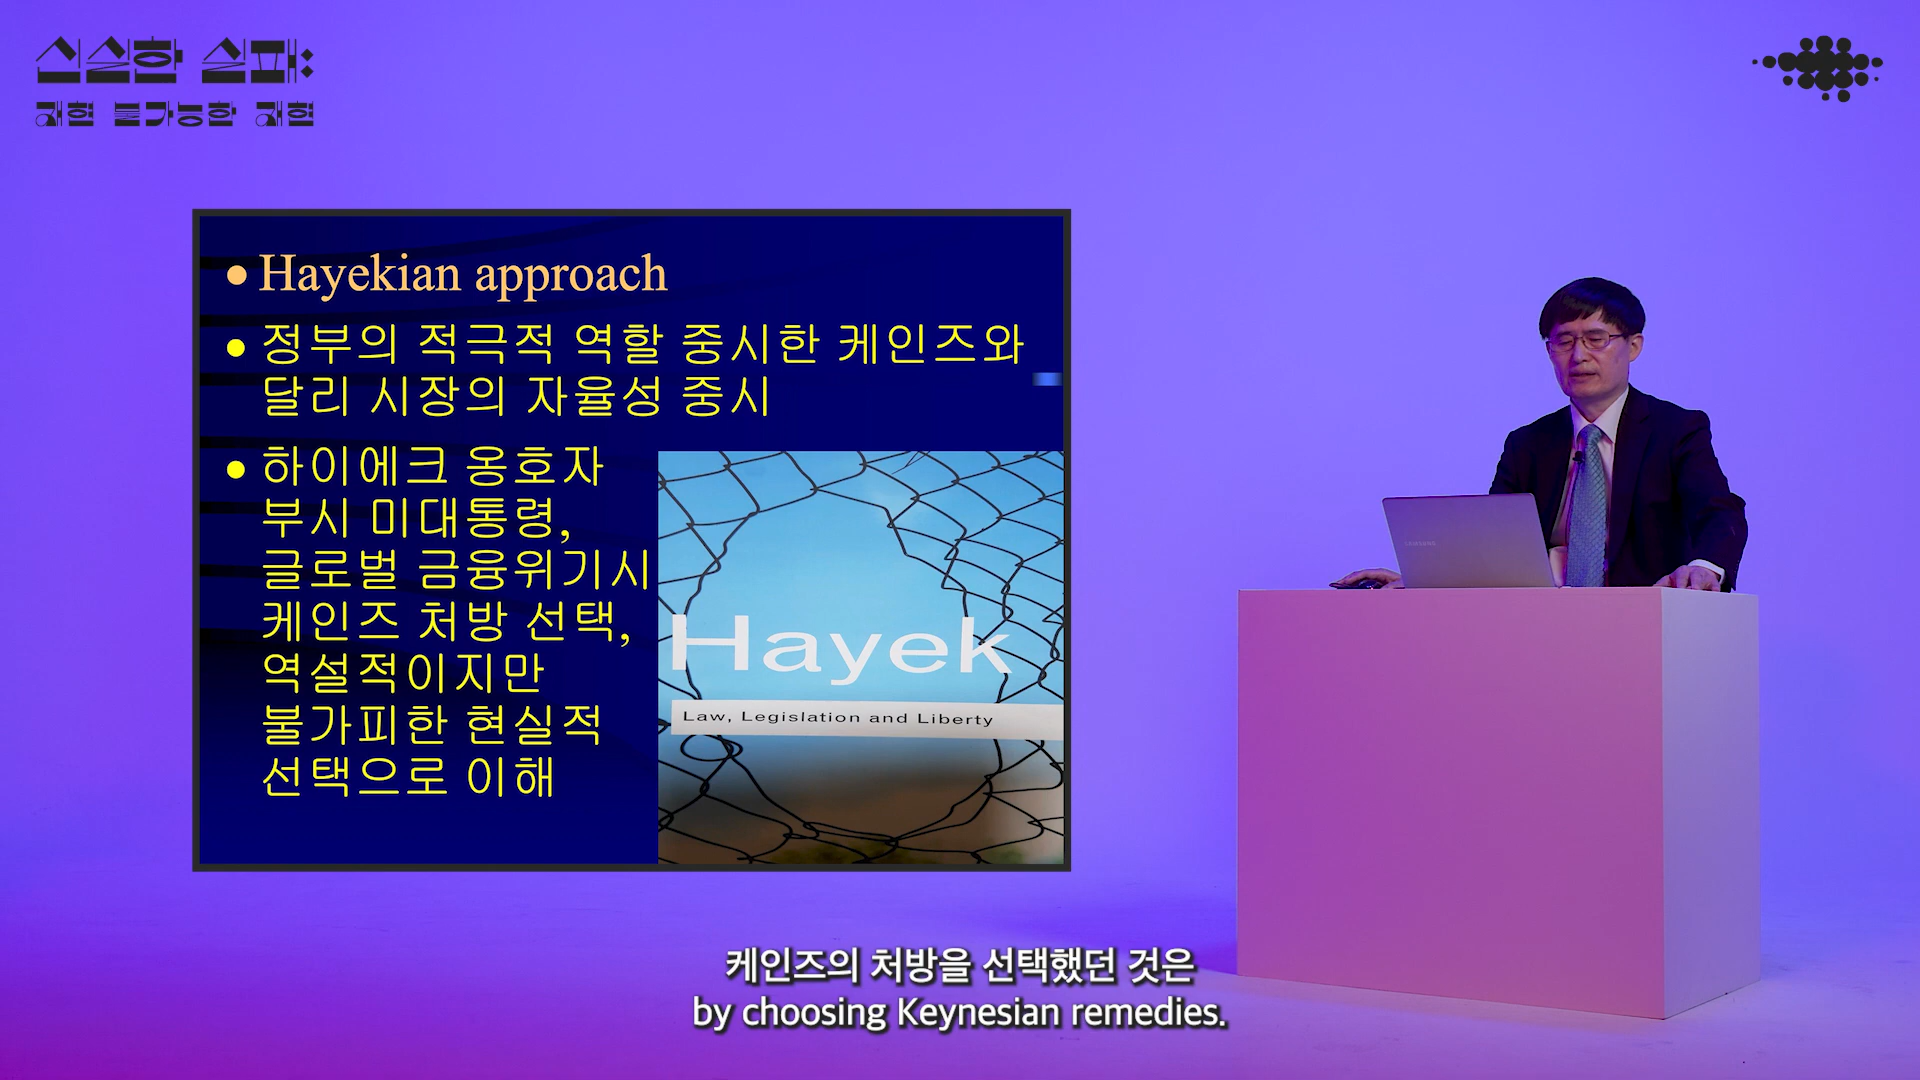 신실한 실패:
재현 불가능한 재현
• Hayekian approach
• 정부의 적극적 역할 중시한 케인즈와
달리 시장의 자율성 중시
• 하이에크 옹호자
부시 미대통령,
글로벌 금융위기시
케인즈 처방 선택,
역설적이지만
불가피한 현실적
선택으로 이해
Hayek
Law, Legislation and Liberty
SAMSUNG
케인즈의 처방을 선택했던 것은
by choosing Keynesian remedies.